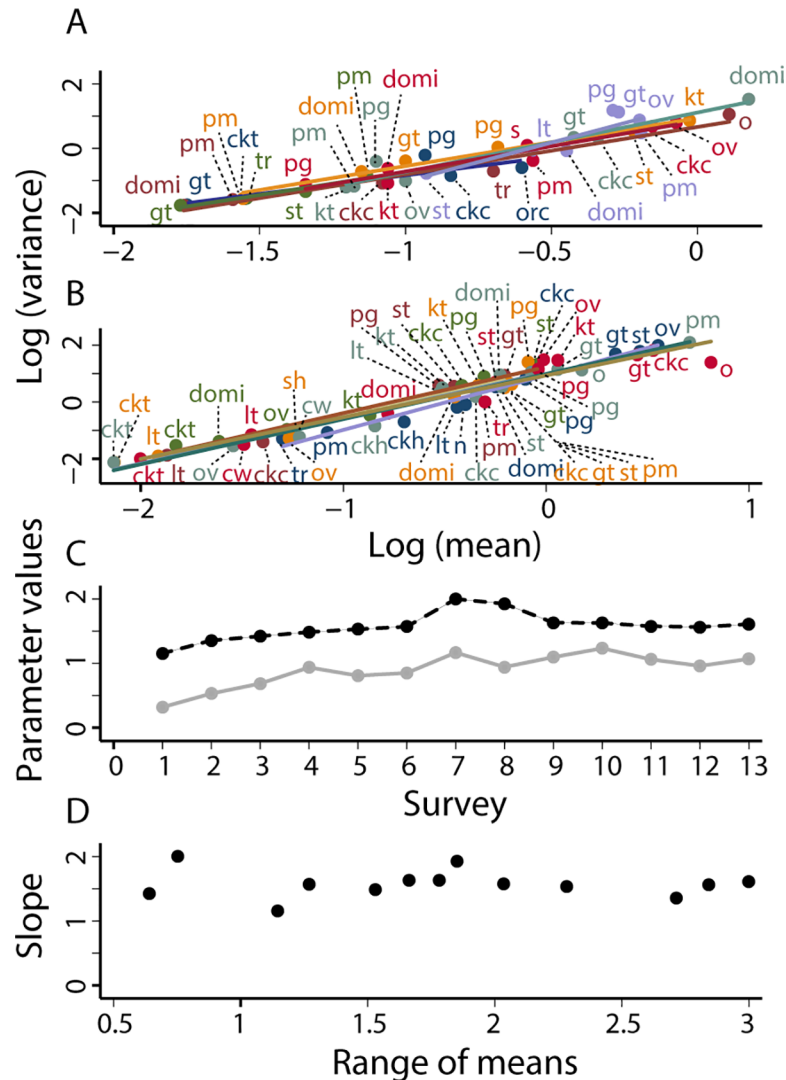 A
pm
domi
domi
pg
domi
pg
gt
ov
pm
ckt
pm
pm
gt
pg
pg
s
lt
gt
kt
o
tr
pg
domi
gt
gt
st
kt
ckc
kt
ov
st
ckc
tr
orc
pm
domi
ckc
st
pm
ckc
ov
2
0
−2
−2
−1.5
−1
−0.5
0
Log (variance)
B
domi
ckc
pg
st
kt
pg
ov
kt
ckc
pg
st
gt
st
kt
lt
gt
gt
st
ov
pm
sh
domi
kt
domi
o
gt
ckc
o
ckt
ckt
lt
ckt
lt
ov
cw
pg
pg
tr
gt
pg
ckt
lt
ov
cw
ckc
tr
ov
pm
ckh
ckh
lt
n
pm
st
domi
ckc
domi
ckc
gt
st
pm
2
0
−2
−2
−1
0
1
Log (mean)
C
Parameter values
2
1
0
0
1
2
3
4
5
6
7
8
9
10
11
12
13
Survey
D
Slope
2
1
0
0.5
1
1.5
2
2.5
3
Range of means